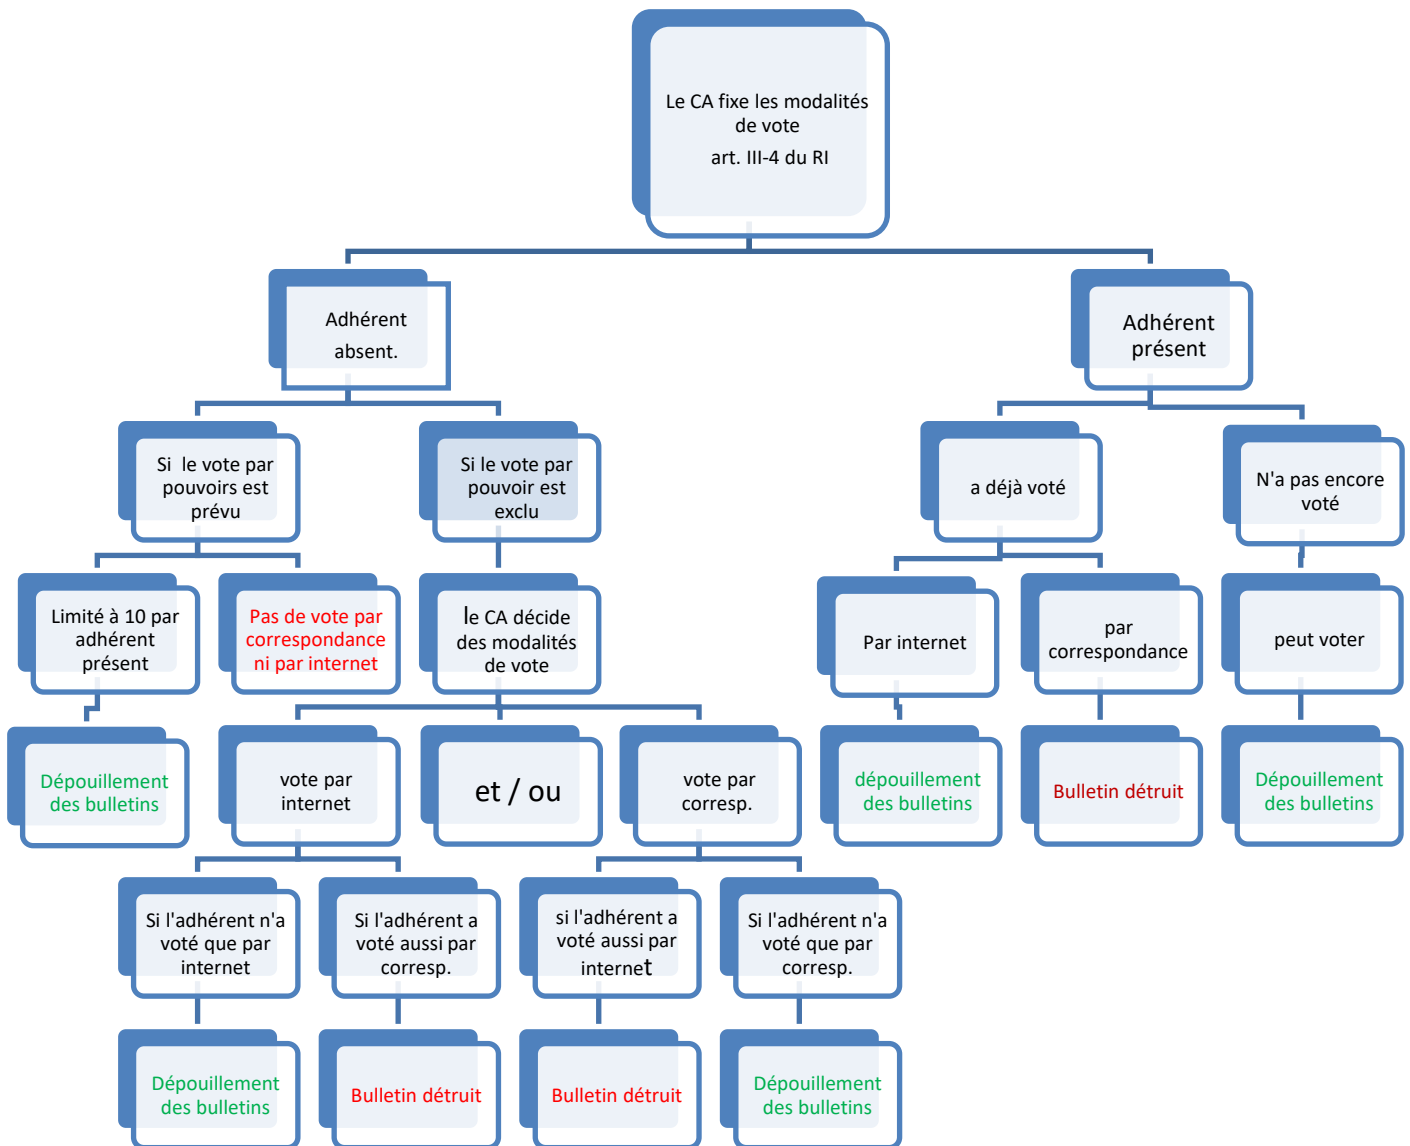 Le CA fixe les modalités
de vote
art. III-4 du RI
Adhérent
absent.
Adhérent
présent
Si le vote par
pouvoirs est
prévu
Si le vote par
pouvoir est
exclu
a déjà voté
N'a pas encore
voté
Limité à 10 par
adhérent
présent
Pas de vote par
correspondance
ni par internet
le CA décide
des modalités
de vote
Par internet
par
correspondance
peut voter
Dépouillement
des bulletins
vote par
internet
et / ou
vote par
corresp.
dépouillement
des bulletins
Bulletin détruit
Dépouillement
des bulletins
Si l'adhérent n'a
voté que par
internet
Si l'adhérent a
voté aussi par
corresp.
si l'adhérent a
voté aussi par
internet
Si l'adhérent n'a
voté que par
corresp.
Dépouillement
des bulletins
Bulletin détruit
Bulletin détruit
Dépouillement
des bulletins